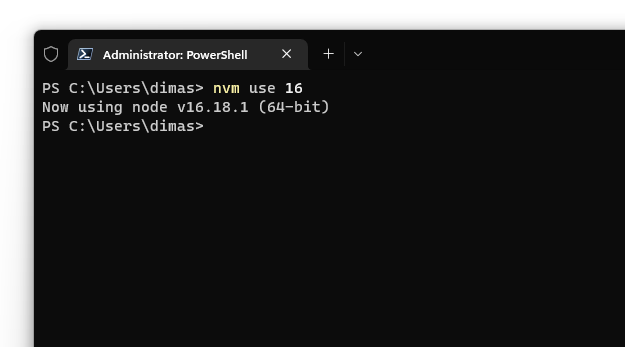 Administrator: PowerShell
PS C:\Users\dimas> nvm use 16
Now using node v16.18.1 (64-bit)
PS C:\Users\dimas>